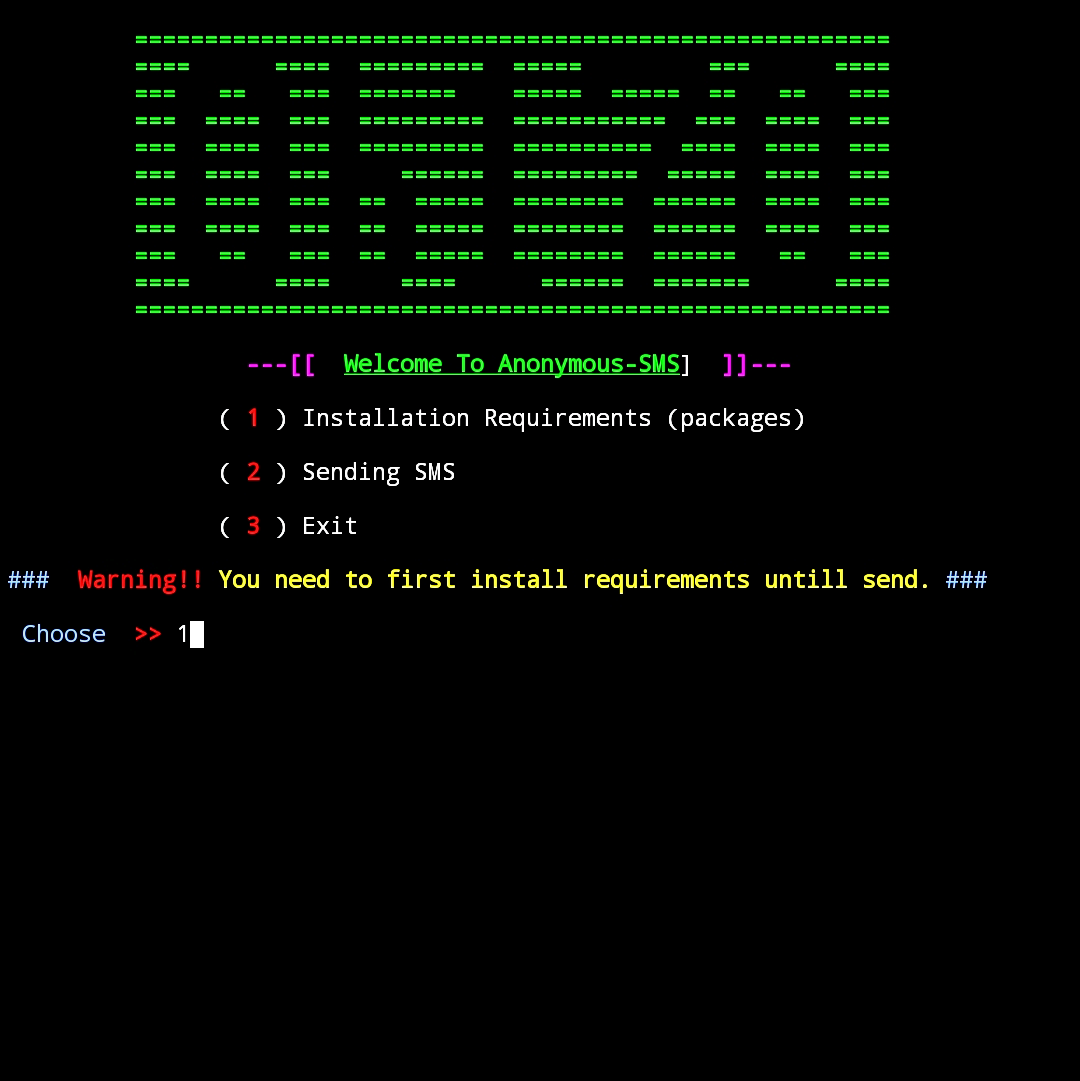 ---[[ Welcome To Anonymous-SMS] ]]---
( 1 ) Installation Requirements (packages)
( 2 ) Sending SMS
( 3 ) Exit
### Warning!! You need to first install requirements untill send. ###
Choose >> 1